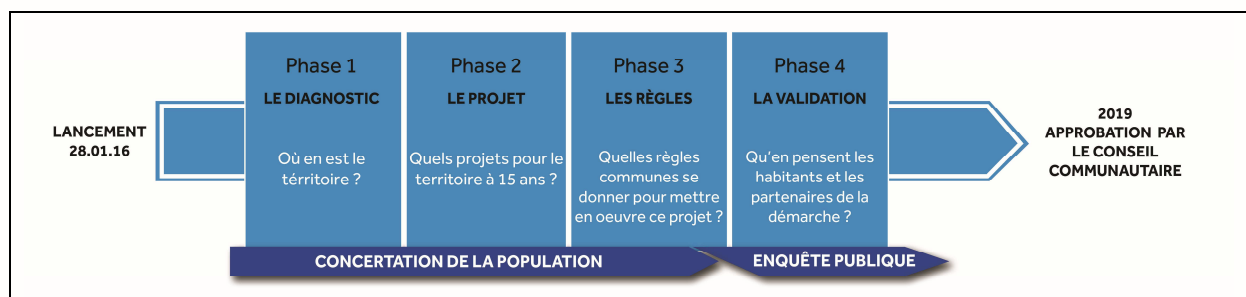 LANCEMENT
28.01.16
Phase 1
LE DIAGNOSTIC
Où en est le
térritoire ?
Phase 2
LE PROJET
Quels projets pour le
territoire à 15 ans ?
Phase 3
LES RÈGLES
Quelles règles
communes se
donner pour mettre
en oeuvre ce projet ?
Phase 4
LA VALIDATION
Qu'en pensent les
habitants et les
partenaires de la
démarche ?
2019
APPROBATION PAR
LE CONSEIL
COMMUNAUTAIRE
CONCERTATION DE LA POPULATION
ENQUÊTE PUBLIQUE